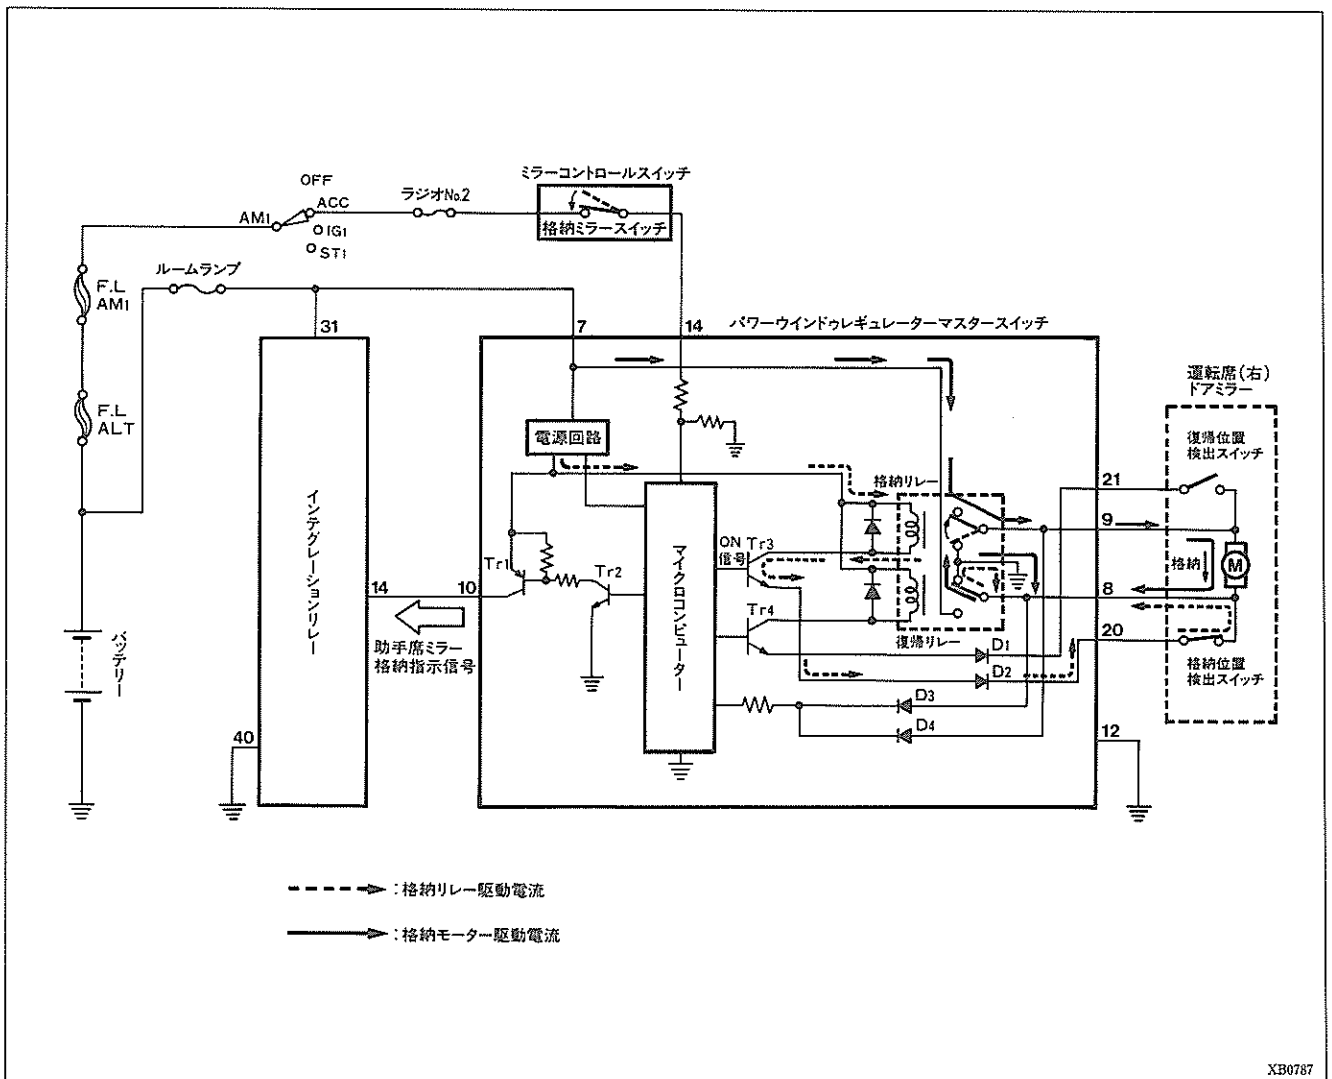 ミラーコントロールスイッチ
OFF
ACC
ラジオNo.2
AM1
IG1
ST1
格納ミラースイッチ
ルームランプ
F.L
AM1
31
7
14
パワーウインドゥレギュレーターマスタースイッチ
運転席(右)
ドアミラー
F.L
ALT
電源回路
復帰位置
検出スイッチ
格納リレー
21
9
インテグレーションリレー
マイクロコンピューター
ON
信号
Tr3
Tr1
Tr2
格納
M
14
10
8
助手席ミラー
格納指示信号
Tr4
20
バッテリー
復帰リレー
D1
格納位置
検出スイッチ
D2
D3
D4
40
12
:格納リレー駆動電流
:格納モーター駆動電流
XB0787